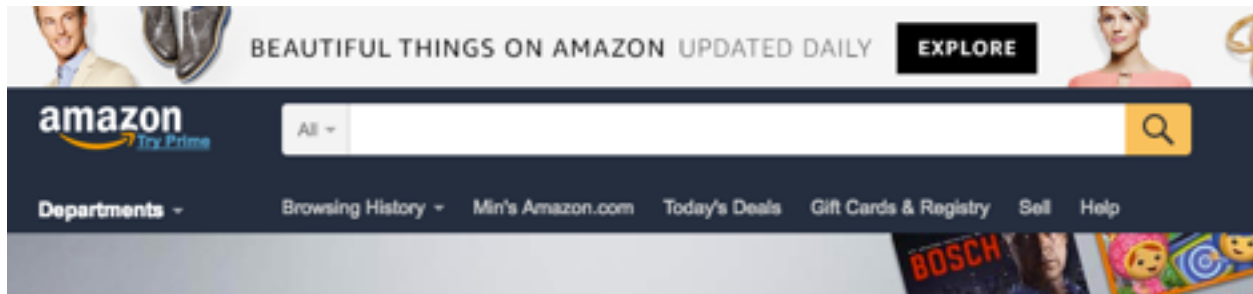 BEAUTIFUL THINGS ON AMAZON UPDATED DAILY EXPLORE
amazon
Try Prime
All
Departments Browsing History Min's Amazon.com Today's Deals Gift Cards & Registry Sell Help
BOSCH